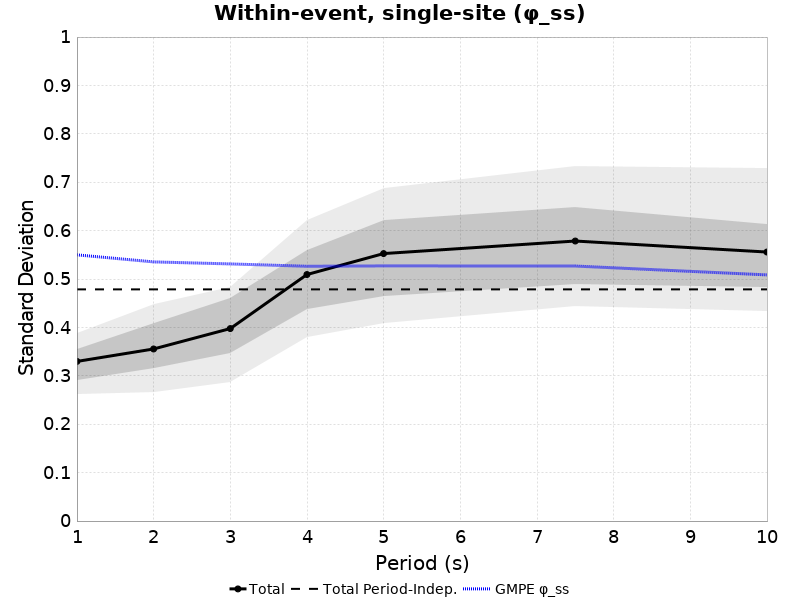 Within-event, single-site (φ_ss)
1
0.9
0.8
0.7
0.6
0.5
0.4
0.3
0.2
0.1
0
Standard Deviation
1 2 3 4 5 6 7 8 9 10
Period (s)
Total Total Period-Indep. GMPE φ_ss